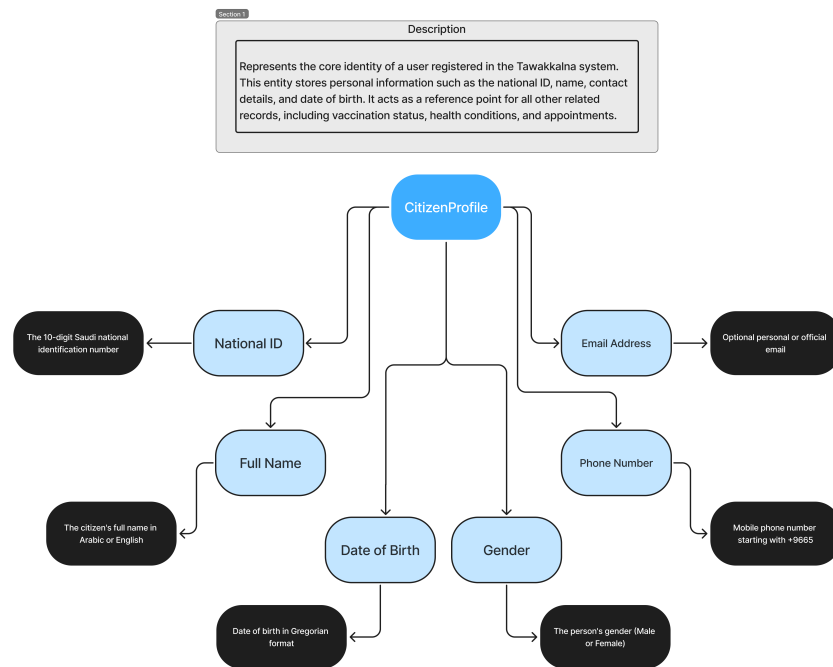 Section 1
Description
Represents the core identity of a user registered in the Tawakkalna system.
This entity stores personal information such as the national ID, name, contact
details, and date of birth. It acts as a reference point for all other related
records, including vaccination status, health conditions, and appointments.
CitizenProfile
The 10-digit Saudi national
identification number
National ID
Email Address
Optional personal or official
email
Full Name
Phone Number
The citizen's full name in
Arabic or English
Date of Birth
Gender
Mobile phone number
starting with +9665
Date of birth in Gregorian
format
The person's gender (Male
or Female)